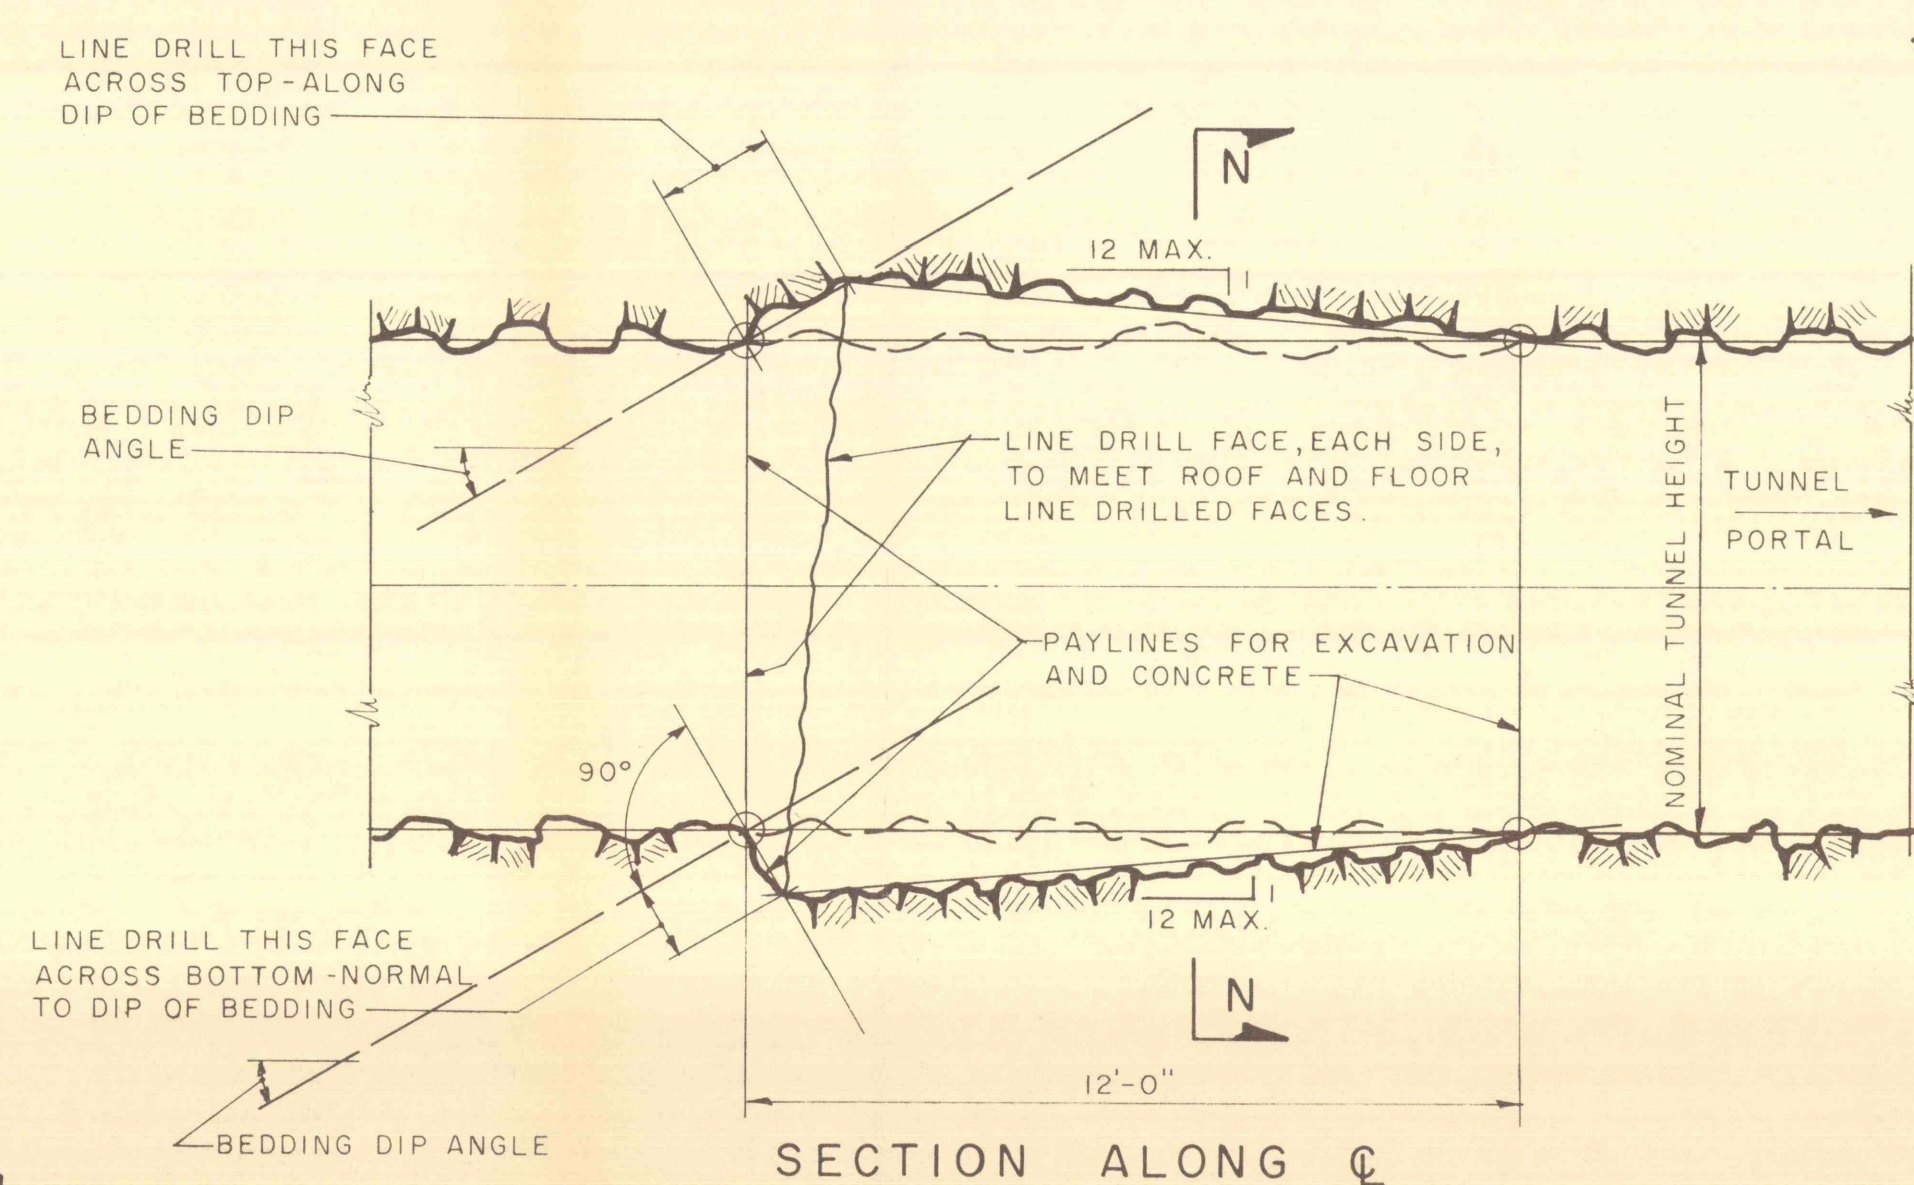 LINE DRILL THIS FACE
ACROSS TOP-ALONG
DIP OF BEDDING
N
12 MAX.
1
BEDDING DIP
ANGLE
LINE DRILL FACE, EACH SIDE,
TO MEET ROOF AND FLOOR
LINE DRILLED FACES.
NOMINAL TUNNEL HEIGHT
TUNNEL
PORTAL
PAYLINES FOR EXCAVATION
AND CONCRETE
90°
LINE DRILL THIS FACE
ACROSS BOTTOM-NORMAL
TO DIP OF BEDDING
12 MAX.
1
N
12'-0"
BEDDING DIP ANGLE
SECTION ALONG ℄